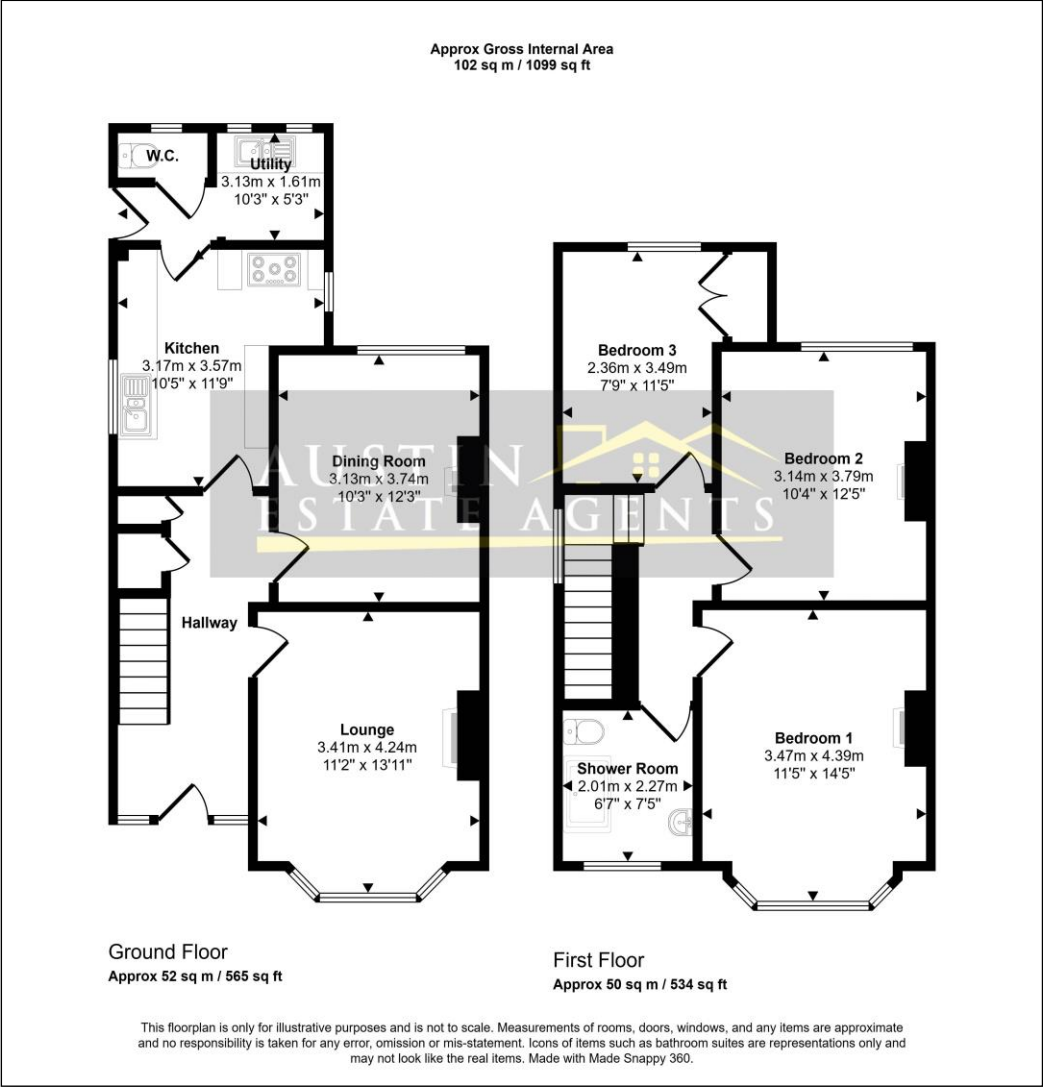 Approx Gross Internal Area
102 sq m / 1099 sq ft
W.C.
Utility
3.13m x 1.61m
10'3" x 5'3"
Kitchen
3.17m x 3.57m
10'5" x 11'9"
Dining Room
3.13m x 3.74m
10'3" x 12'3"
Hallway
Lounge
3.41m x 4.24m
11'2" x 13'11"
Bedroom 3
2.36m x 3.49m
7'9" x 11'5"
Bedroom 2
3.14m x 3.79m
10'4" x 12'5"
Shower Room
2.01m x 2.27m
6'7" x 7'5"
Bedroom 1
3.47m x 4.39m
11'5" x 14'5"
AUSTIN
ESTATE AGENTS
Ground Floor
Approx 52 sq m / 565 sq ft
First Floor
Approx 50 sq m / 534 sq ft
This floorplan is only for illustrative purposes and is not to scale. Measurements of rooms, doors, windows, and any items are approximate
and no responsibility is taken for any error, omission or mis-statement. Icons of items such as bathroom suites are representations only and
may not look like the real items. Made with Made Snappy 360.